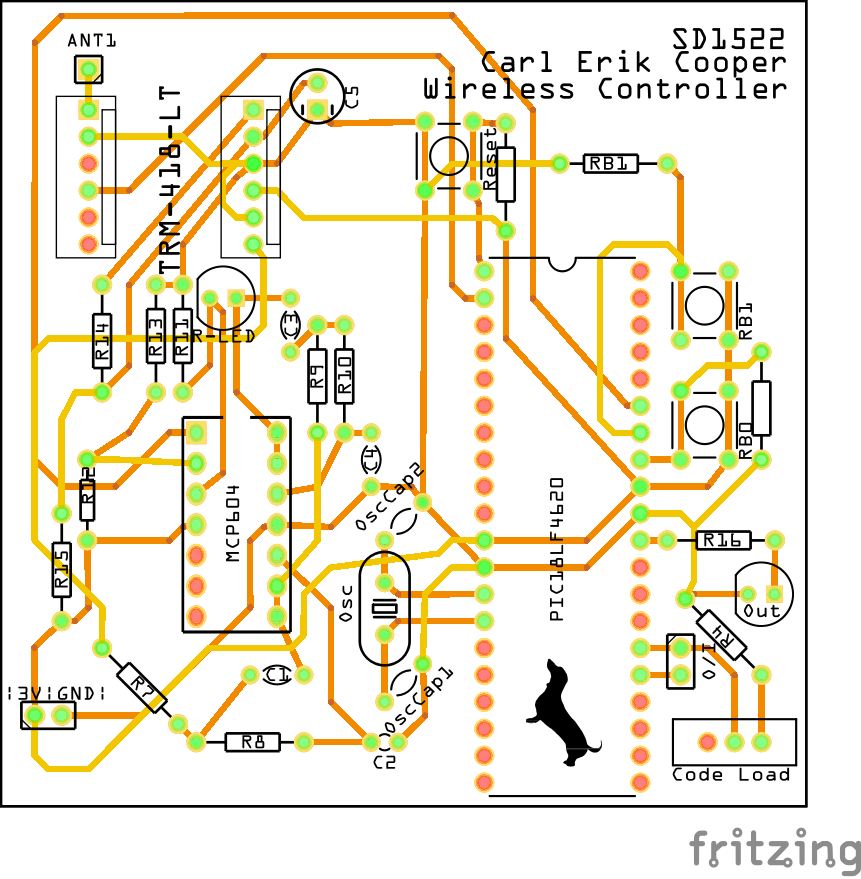 ANT1
SD1522
Carl Erik Cooper
Wireless Controller
C5
TRM-418-LT
Reset
RB1
R14
R13
R11
R-LED
C3
RB1
R9
R10
RB0
R12
C4
OscCap2
MCP604
PIC18LF4620
R15
R16
Osc
Out
R4
0/I
R7
C1
OscCap1
|3V|GND|
R8
C2
Code Load
fritzing